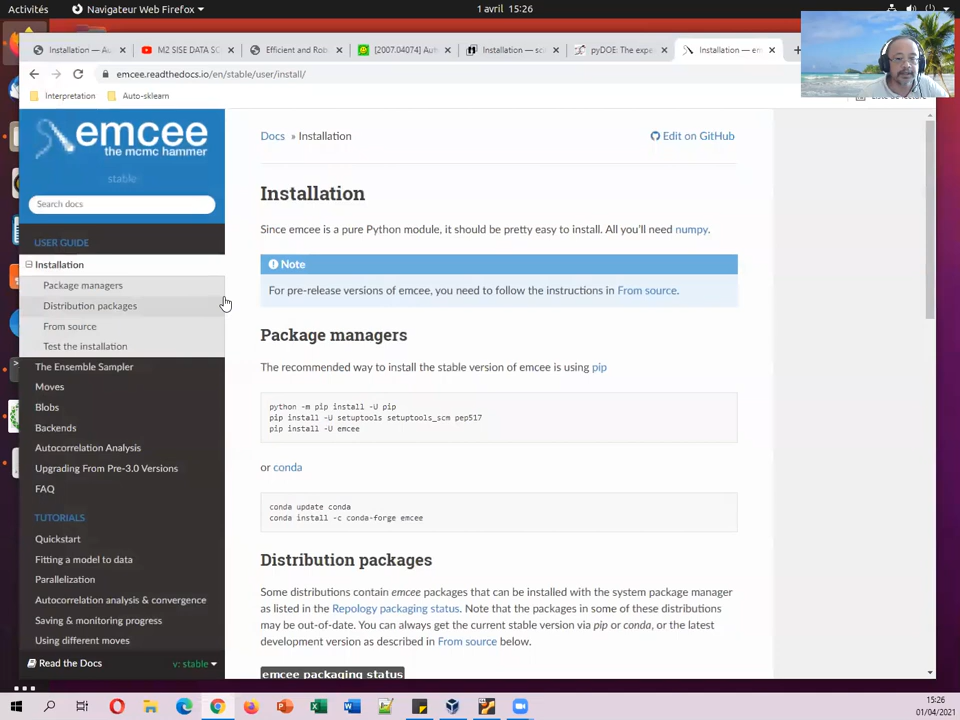 Activités
Navigateur Web Firefox
1 avril 15:26
Installation — Au
M2 SISE DATA SC
Efficient and Rob
[2007.04074] Aut
Installation — sc
pyDOE: The expe
Installation — em
emcee.readthedocs.io/en/stable/user/install/
Interpretation
Auto-sklearn
emcee
the mcmc hammer
stable
Search docs
USER GUIDE
Installation
Package managers
Distribution packages
From source
Test the installation
The Ensemble Sampler
Moves
Blobs
Backends
Autocorrelation Analysis
Upgrading From Pre-3.0 Versions
FAQ
TUTORIALS
Quickstart
Fitting a model to data
Parallelization
Autocorrelation analysis & convergence
Saving & monitoring progress
Using different moves
Read the Docs
v: stable
Docs » Installation
Edit on GitHub
Installation
Since emcee is a pure Python module, it should be pretty easy to install. All you'll need numpy.
Note
For pre-release versions of emcee, you need to follow the instructions in From source.
Package managers
The recommended way to install the stable version of emcee is using pip
python -m pip install -U pip
pip install -U setuptools setuptools_scm pep517
pip install -U emcee
or conda
conda update conda
conda install -c conda-forge emcee
Distribution packages
Some distributions contain emcee packages that can be installed with the system package manager
as listed in the Repology packaging status. Note that the packages in some of these distributions
may be out-of-date. You can always get the current stable version via pip or conda, or the latest
development version as described in From source below.
emcee packaging status
15:26
01/04/2021